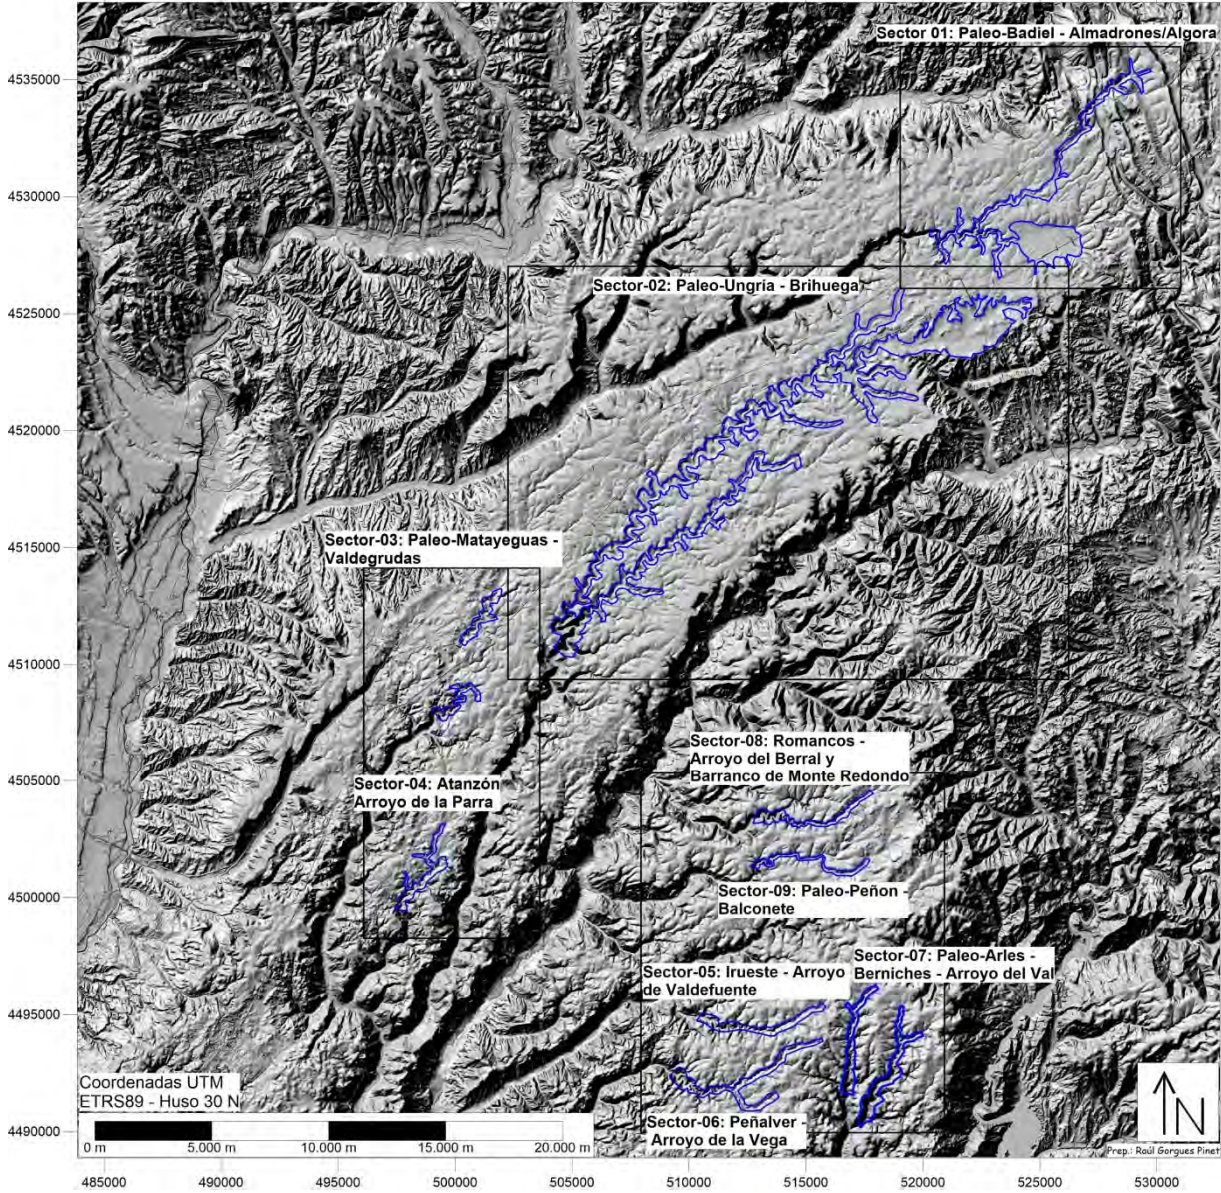 Sector 01: Paleo-Badiel - Almadrones/Algora
4535000
4530000
Sector-02: Paleo-Ungría - Brihuega
4525000
4520000
4515000
Sector-03: Paleo-Matayeguas -
Valdegrudas
4510000
Sector-08: Romancos -
Arroyo del Berral y
Barranco de Monte Redondo
4505000
Sector-04: Atanzón
Arroyo de la Parra
4500000
Sector-09: Paleo-Peñon -
Balconete
Sector-07: Paleo-Arles -
Berniches - Arroyo del Val
Sector-05: Irueste - Arroyo
de Valdefuente
4495000
Coordenadas UTM
ETRS89 - Huso 30 N
N
4490000
Sector-06: Peñalver -
Arroyo de la Vega
0 m 5.000 m 10.000 m 15.000 m 20.000 m
Prep.: Raúl Gorgues Pinet
485000 490000 495000 500000 505000 510000 515000 520000 525000 530000